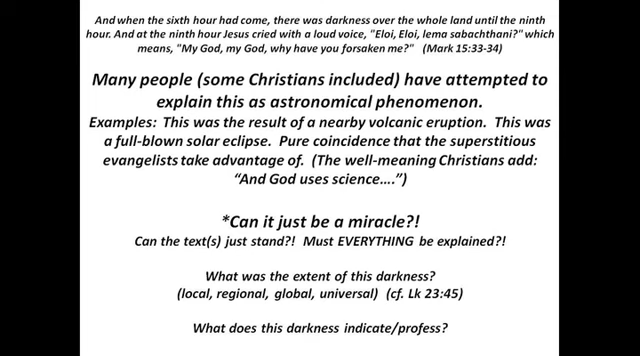 And when the sixth hour had come, there was darkness over the whole land until the ninth
hour. And at the ninth hour Jesus cried with a loud voice, "Eloi, Eloi, lema sabachthani?" which
means, "My God, my God, why have you forsaken me?" (Mark 15:33-34)
Many people (some Christians included) have attempted to
explain this as astronomical phenomenon.
Examples: This was the result of a nearby volcanic eruption. This was
a full-blown solar eclipse. Pure coincidence that the superstitious
evangelists take advantage of. (The well-meaning Christians add:
“And God uses science….”)
*Can it just be a miracle?!
Can the text(s) just stand?! Must EVERYTHING be explained?!
What was the extent of this darkness?
(local, regional, global, universal) (cf. Lk 23:45)
What does this darkness indicate/profess?